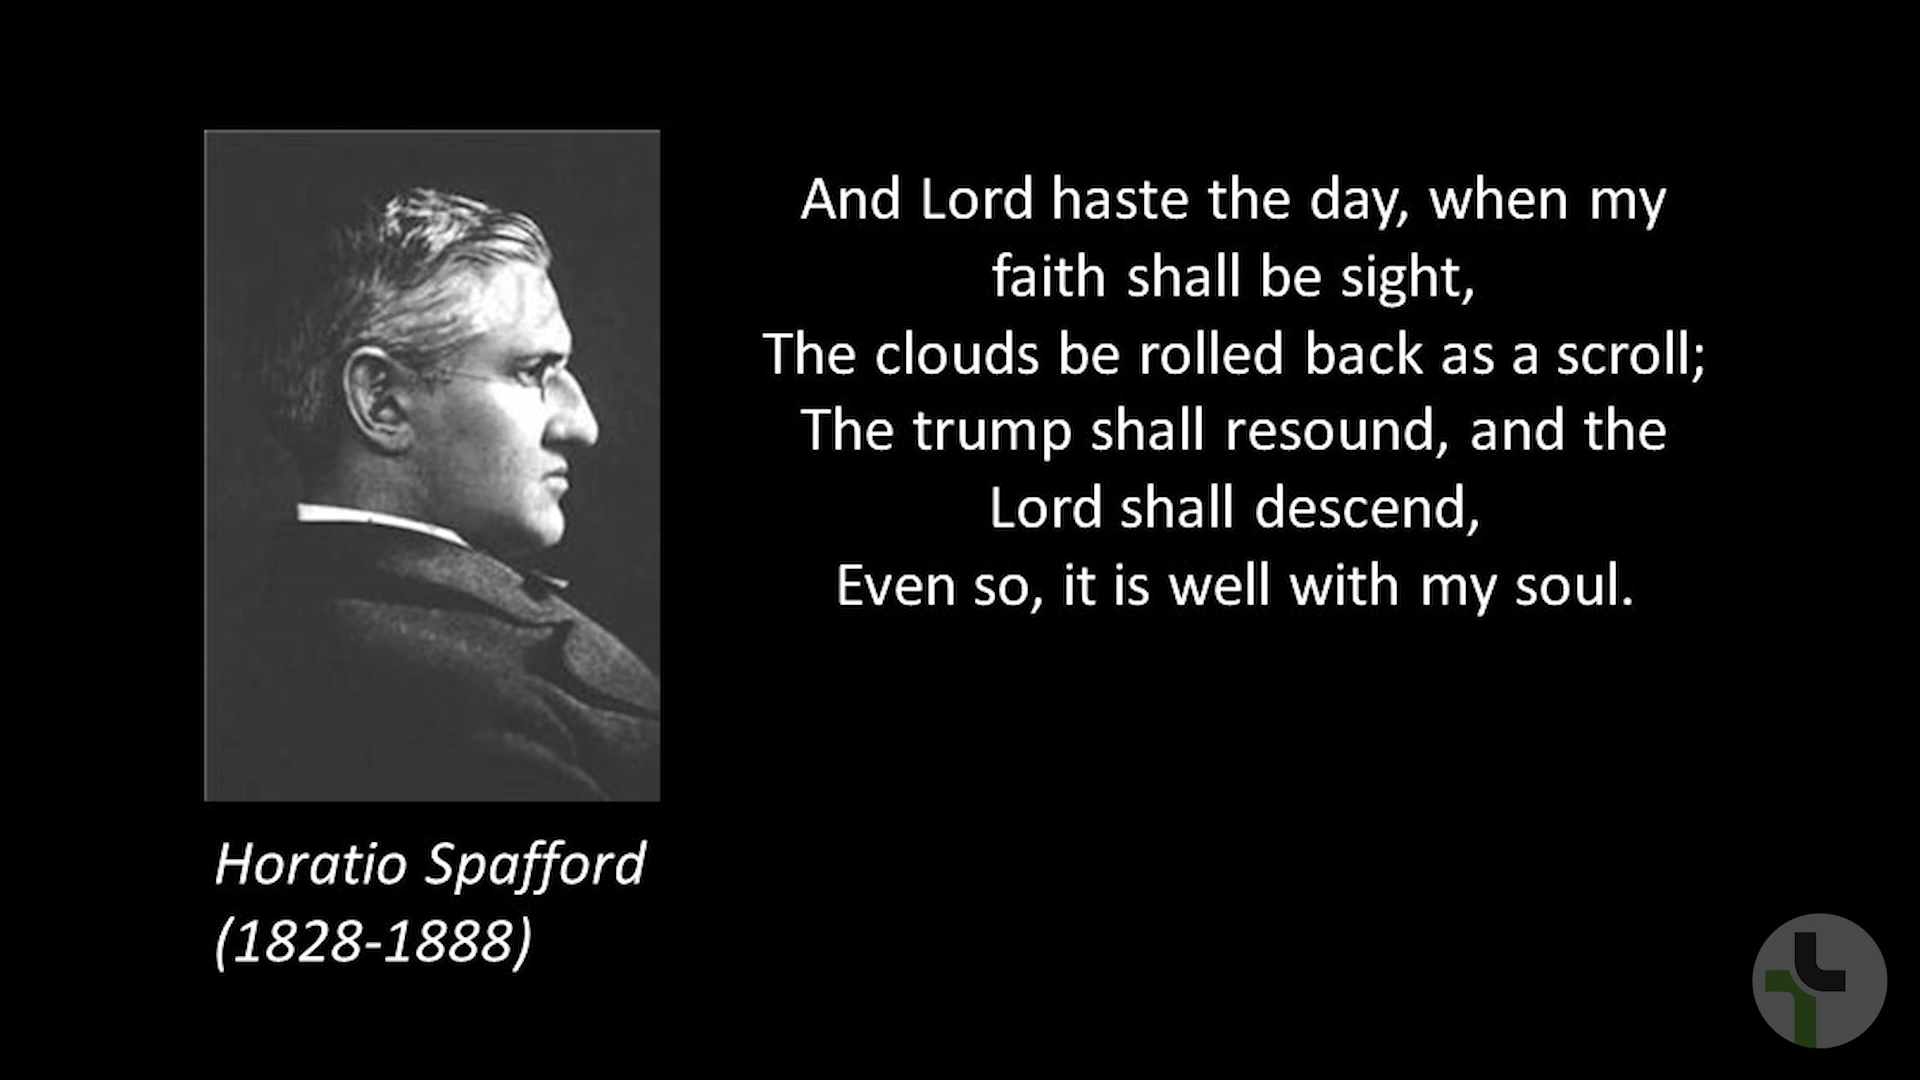 And Lord haste the day, when my
faith shall be sight,
The clouds be rolled back as a scroll;
The trump shall resound, and the
Lord shall descend,
Even so, it is well with my soul.
Horatio Spafford
(1828-1888)